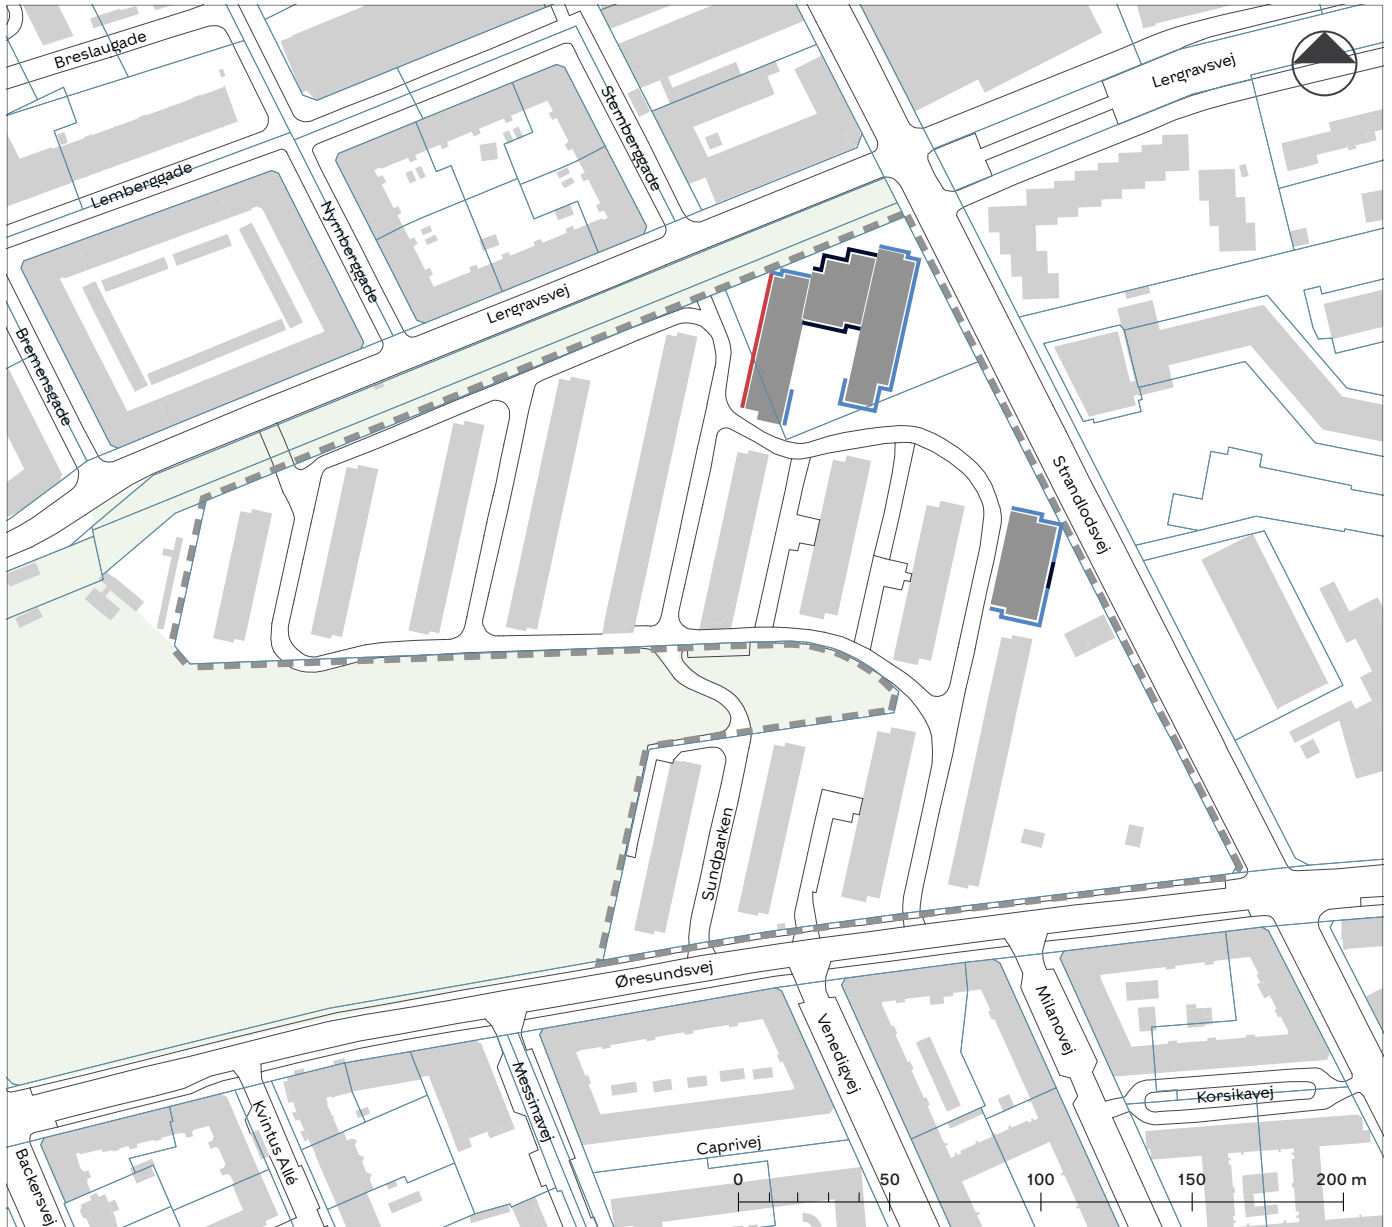 Breslaugade
Lergravsvej
Sternberggade
Lemberggade
Nyrnberggade
Lergravsvej
Bremensgade
Strandlodsvej
Sundparken
Øresundsvej
Venedigvej
Milanovej
Messinavej
Korsikavej
Kvintus Allé
Caprivej
Backersvej
0 50 100 150 200 m